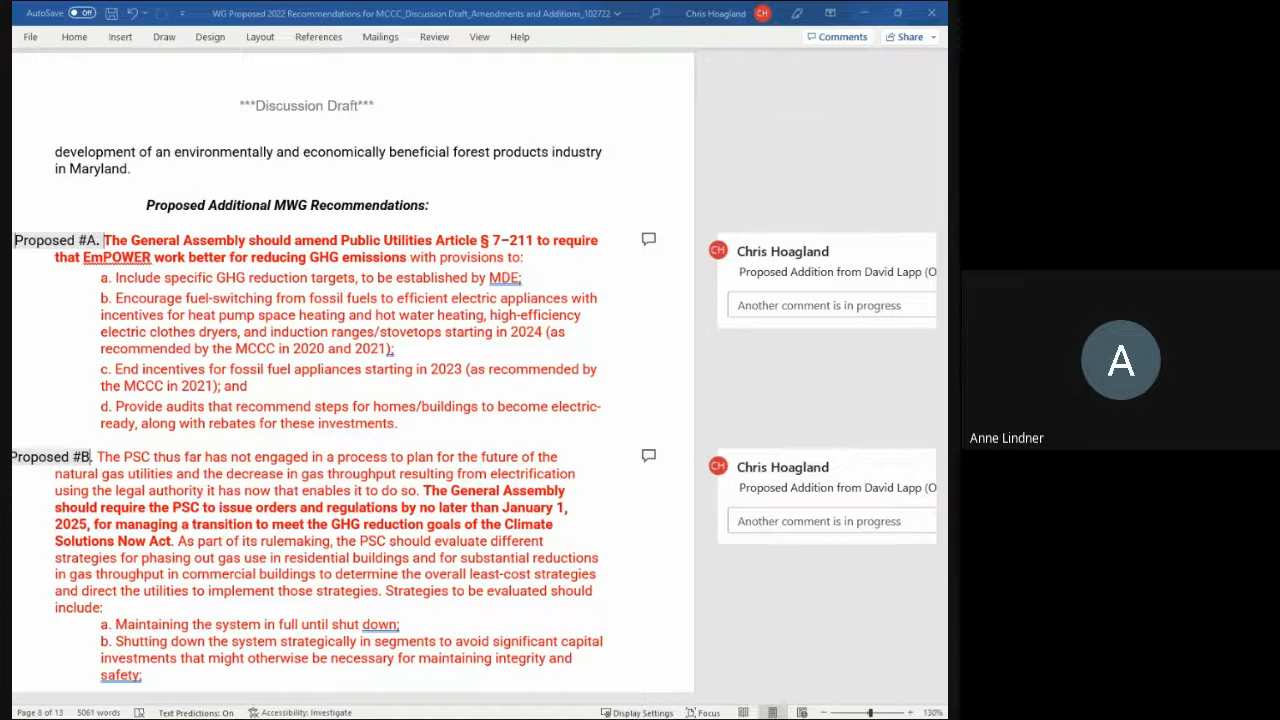 AutoSave Off WG Proposed 2022 Recommendations for MCCC_Discussion Draft_Amendments and Additions_102722 Chris Hoagland CH
File Home Insert Draw Design Layout References Mailings Review View Help Comments Share
***Discussion Draft***
development of an environmentally and economically beneficial forest products industry
in Maryland.
Proposed Additional MWG Recommendations:
Proposed #A. The General Assembly should amend Public Utilities Article § 7–211 to require
that EmPOWER work better for reducing GHG emissions with provisions to:
a. Include specific GHG reduction targets, to be established by MDE;
b. Encourage fuel-switching from fossil fuels to efficient electric appliances with
incentives for heat pump space heating and hot water heating, high-efficiency
electric clothes dryers, and induction ranges/stovetops starting in 2024 (as
recommended by the MCCC in 2020 and 2021);
c. End incentives for fossil fuel appliances starting in 2023 (as recommended by
the MCCC in 2021); and
d. Provide audits that recommend steps for homes/buildings to become electric-
ready, along with rebates for these investments.
CH Chris Hoagland
Proposed Addition from David Lapp (O
Another comment is in progress
Proposed #B. The PSC thus far has not engaged in a process to plan for the future of the
natural gas utilities and the decrease in gas throughput resulting from electrification
using the legal authority it has now that enables it to do so. The General Assembly
should require the PSC to issue orders and regulations by no later than January 1,
2025, for managing a transition to meet the GHG reduction goals of the Climate
Solutions Now Act. As part of its rulemaking, the PSC should evaluate different
strategies for phasing out gas use in residential buildings and for substantial reductions
in gas throughput in commercial buildings to determine the overall least-cost strategies
and direct the utilities to implement those strategies. Strategies to be evaluated should
include:
a. Maintaining the system in full until shut down;
b. Shutting down the system strategically in segments to avoid significant capital
investments that might otherwise be necessary for maintaining integrity and
safety;
CH Chris Hoagland
Proposed Addition from David Lapp (O
Another comment is in progress
Page 8 of 13 5061 words Text Predictions: On Accessibility: Investigate Display Settings Focus 130%
A
Anne Lindner